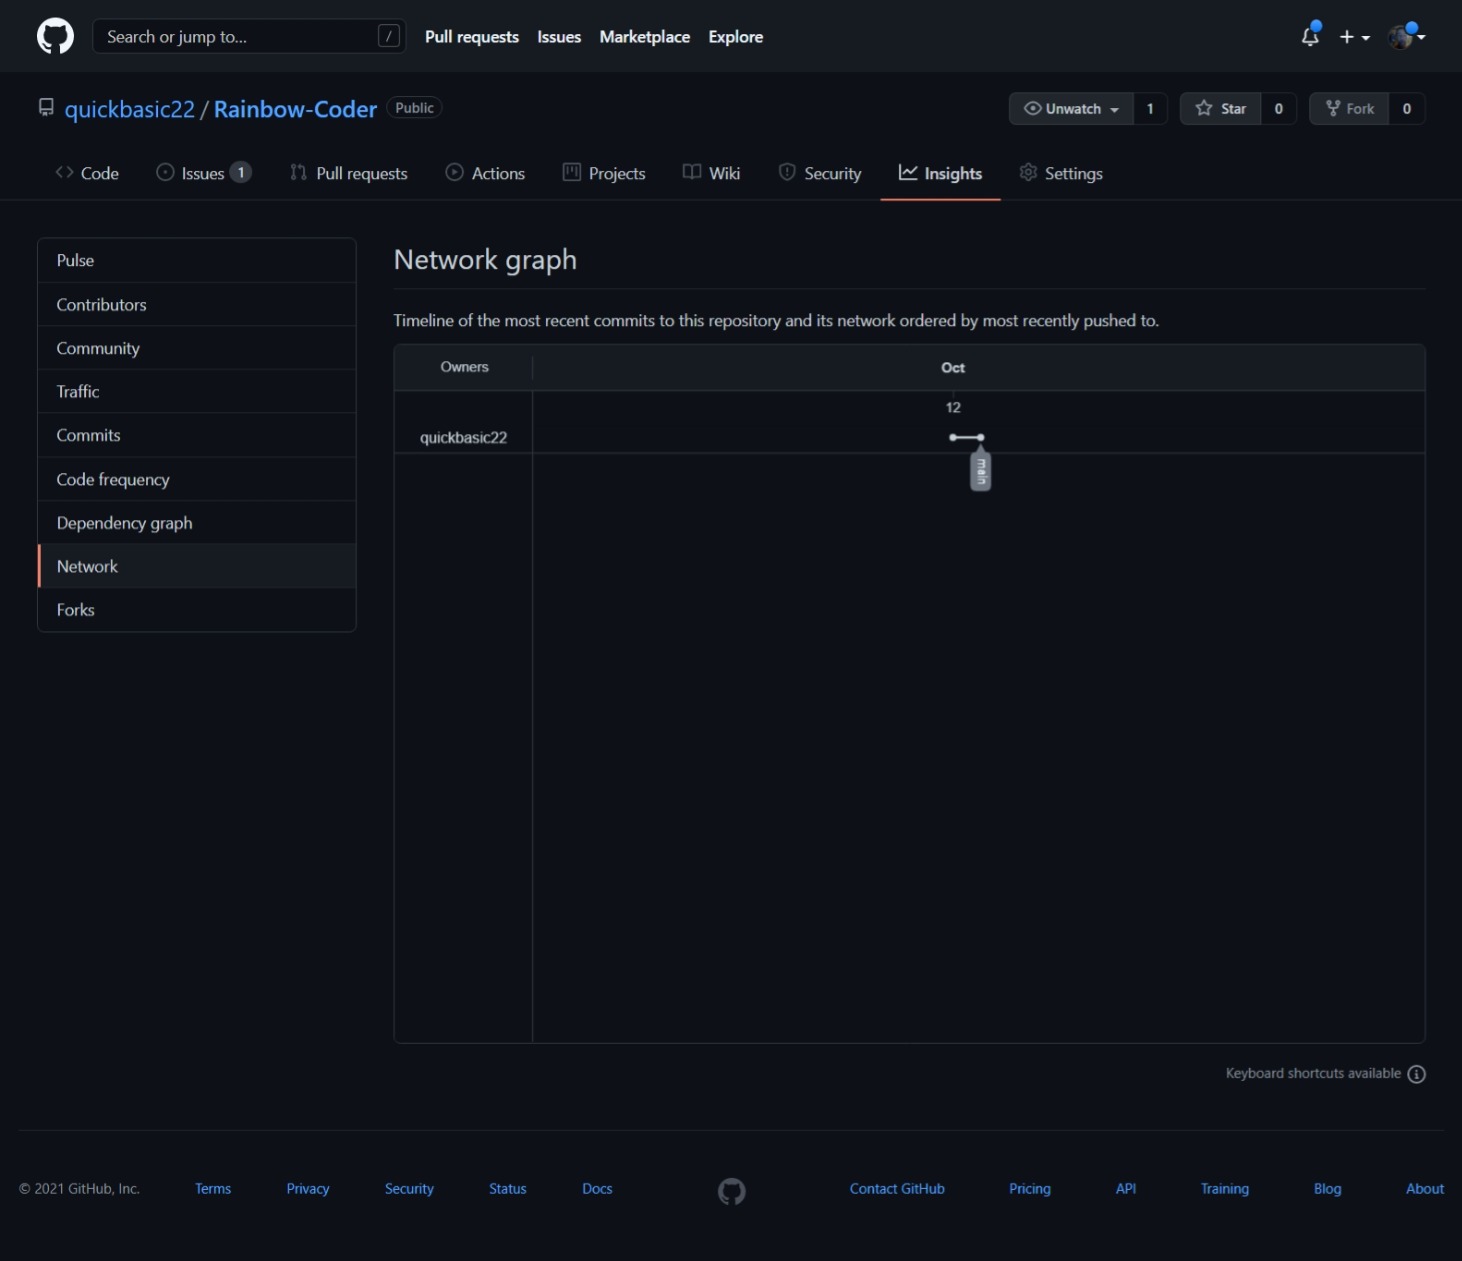 Search or jump to... /
Pull requests Issues Marketplace Explore
quickbasic22 / Rainbow-Coder Public
Unwatch 1 Star 0 Fork 0
Code Issues 1 Pull requests Actions Projects Wiki Security Insights Settings
Pulse
Contributors
Community
Traffic
Commits
Code frequency
Dependency graph
Network
Forks
Network graph
Timeline of the most recent commits to this repository and its network ordered by most recently pushed to.
Owners Oct
12
quickbasic22
main
Keyboard shortcuts available
© 2021 GitHub, Inc. Terms Privacy Security Status Docs Contact GitHub Pricing API Training Blog About